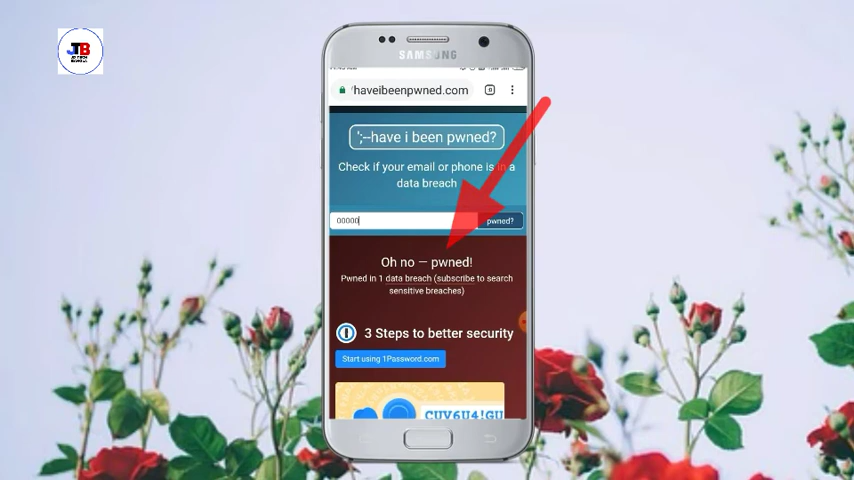 JTB
SAMSUNG
haveibeenpwned.com
';--have i been pwned?
Check if your email or phone is in a
data breach
00000
pwned?
Oh no — pwned!
Pwned in 1 data breach (subscribe to search
sensitive breaches)
3 Steps to better security
Start using 1Password.com
CUV6U4!GU